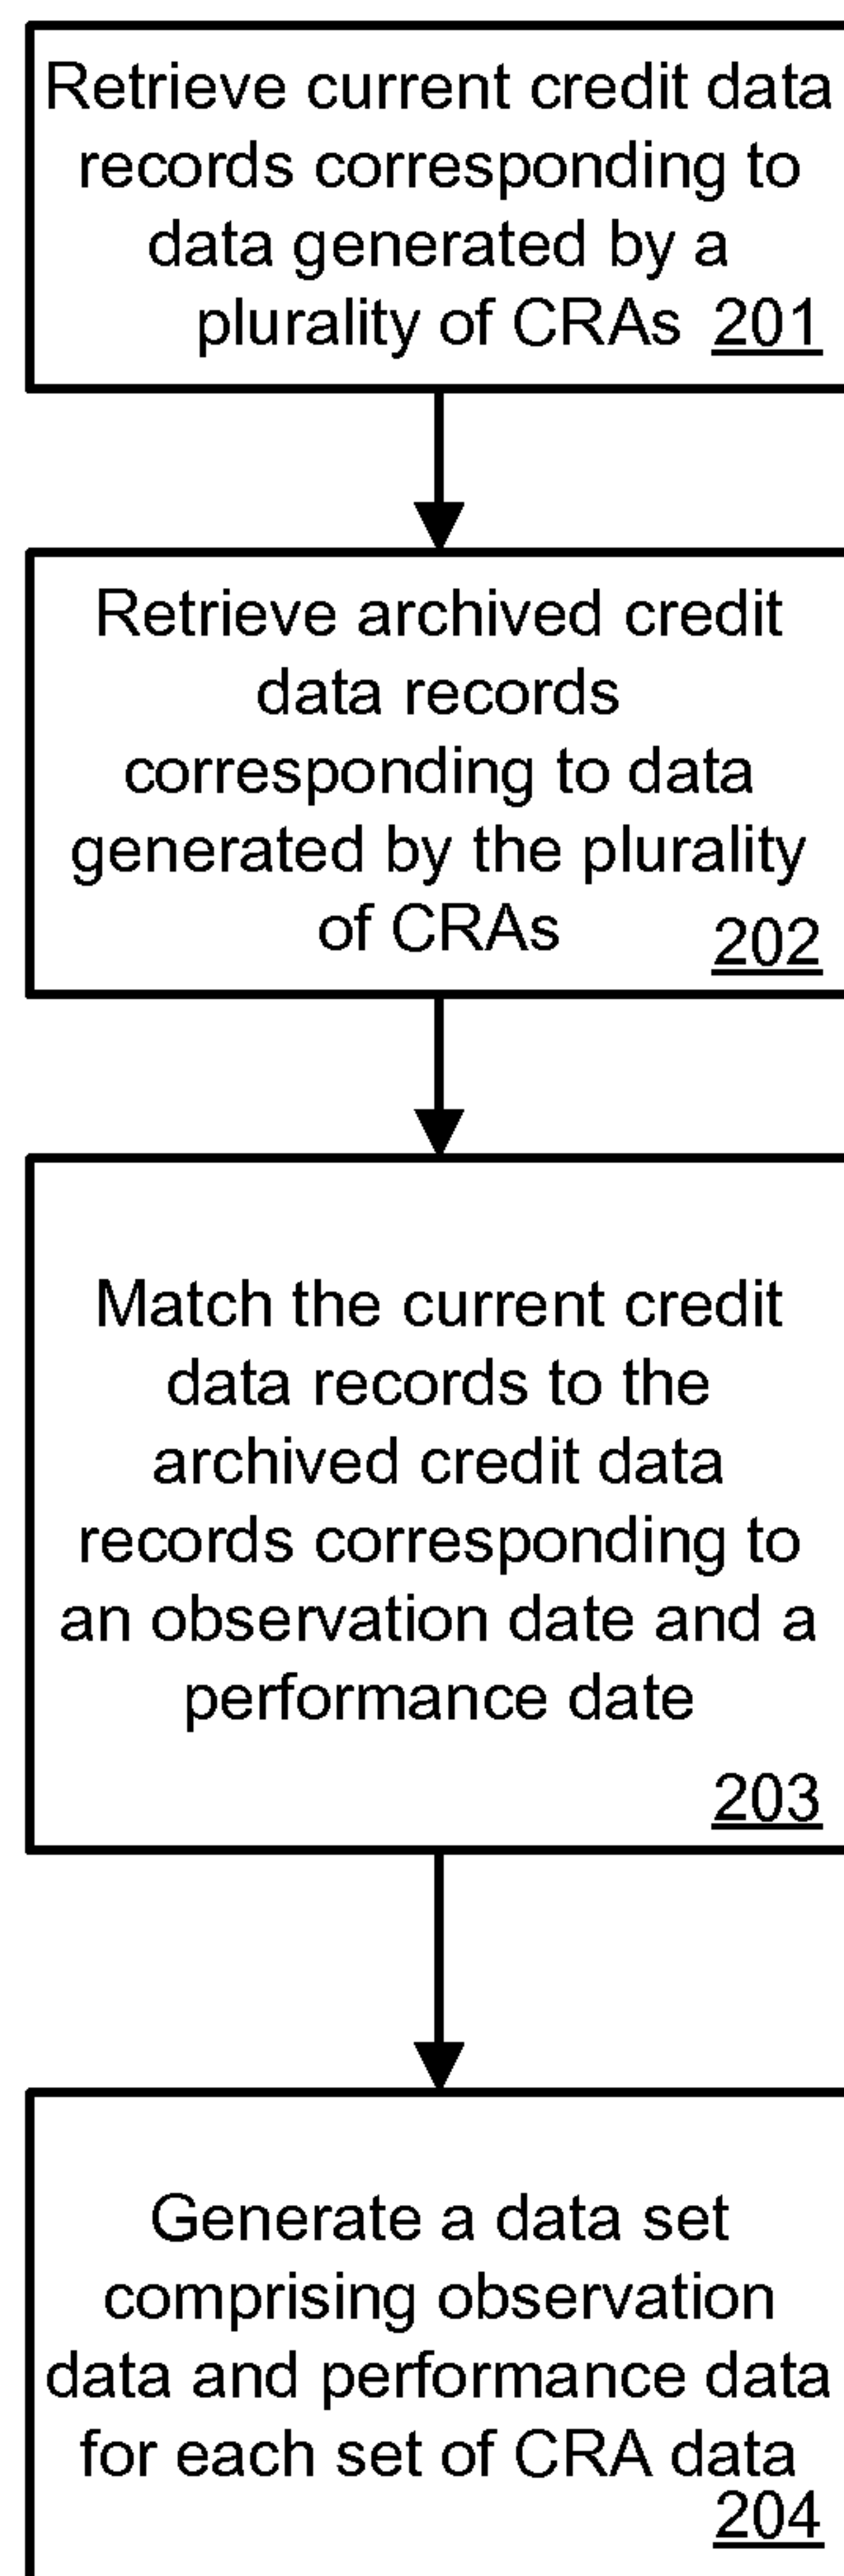 Retrieve current credit data
records corresponding to
data generated by a
plurality of CRAs 201
Retrieve archived credit
data records
corresponding to data
generated by the plurality
of CRAs 202
Match the current credit
data records to the
archived credit data
records corresponding to
an observation date and a
performance date
203
Generate a data set
comprising observation
data and performance data
for each set of CRA data
204